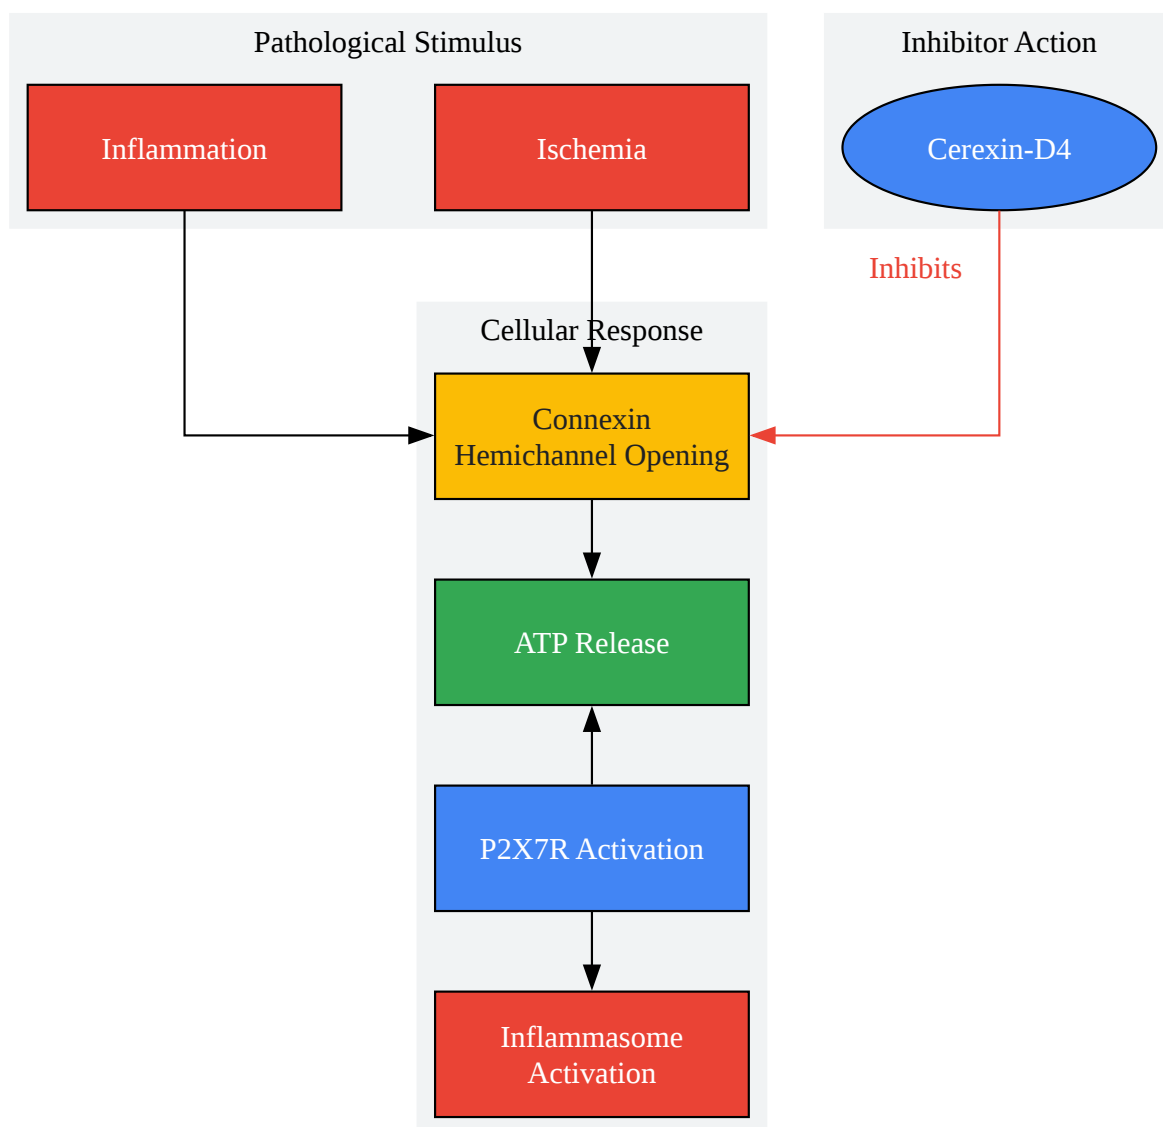 Pathological Stimulus
Inhibitor Action
Inflammation
Ischemia
Cerexin-D4
Inhibits
Cellular Response
Connexin
Hemichannel Opening
ATP Release
P2X7R Activation
Inflammasome
Activation